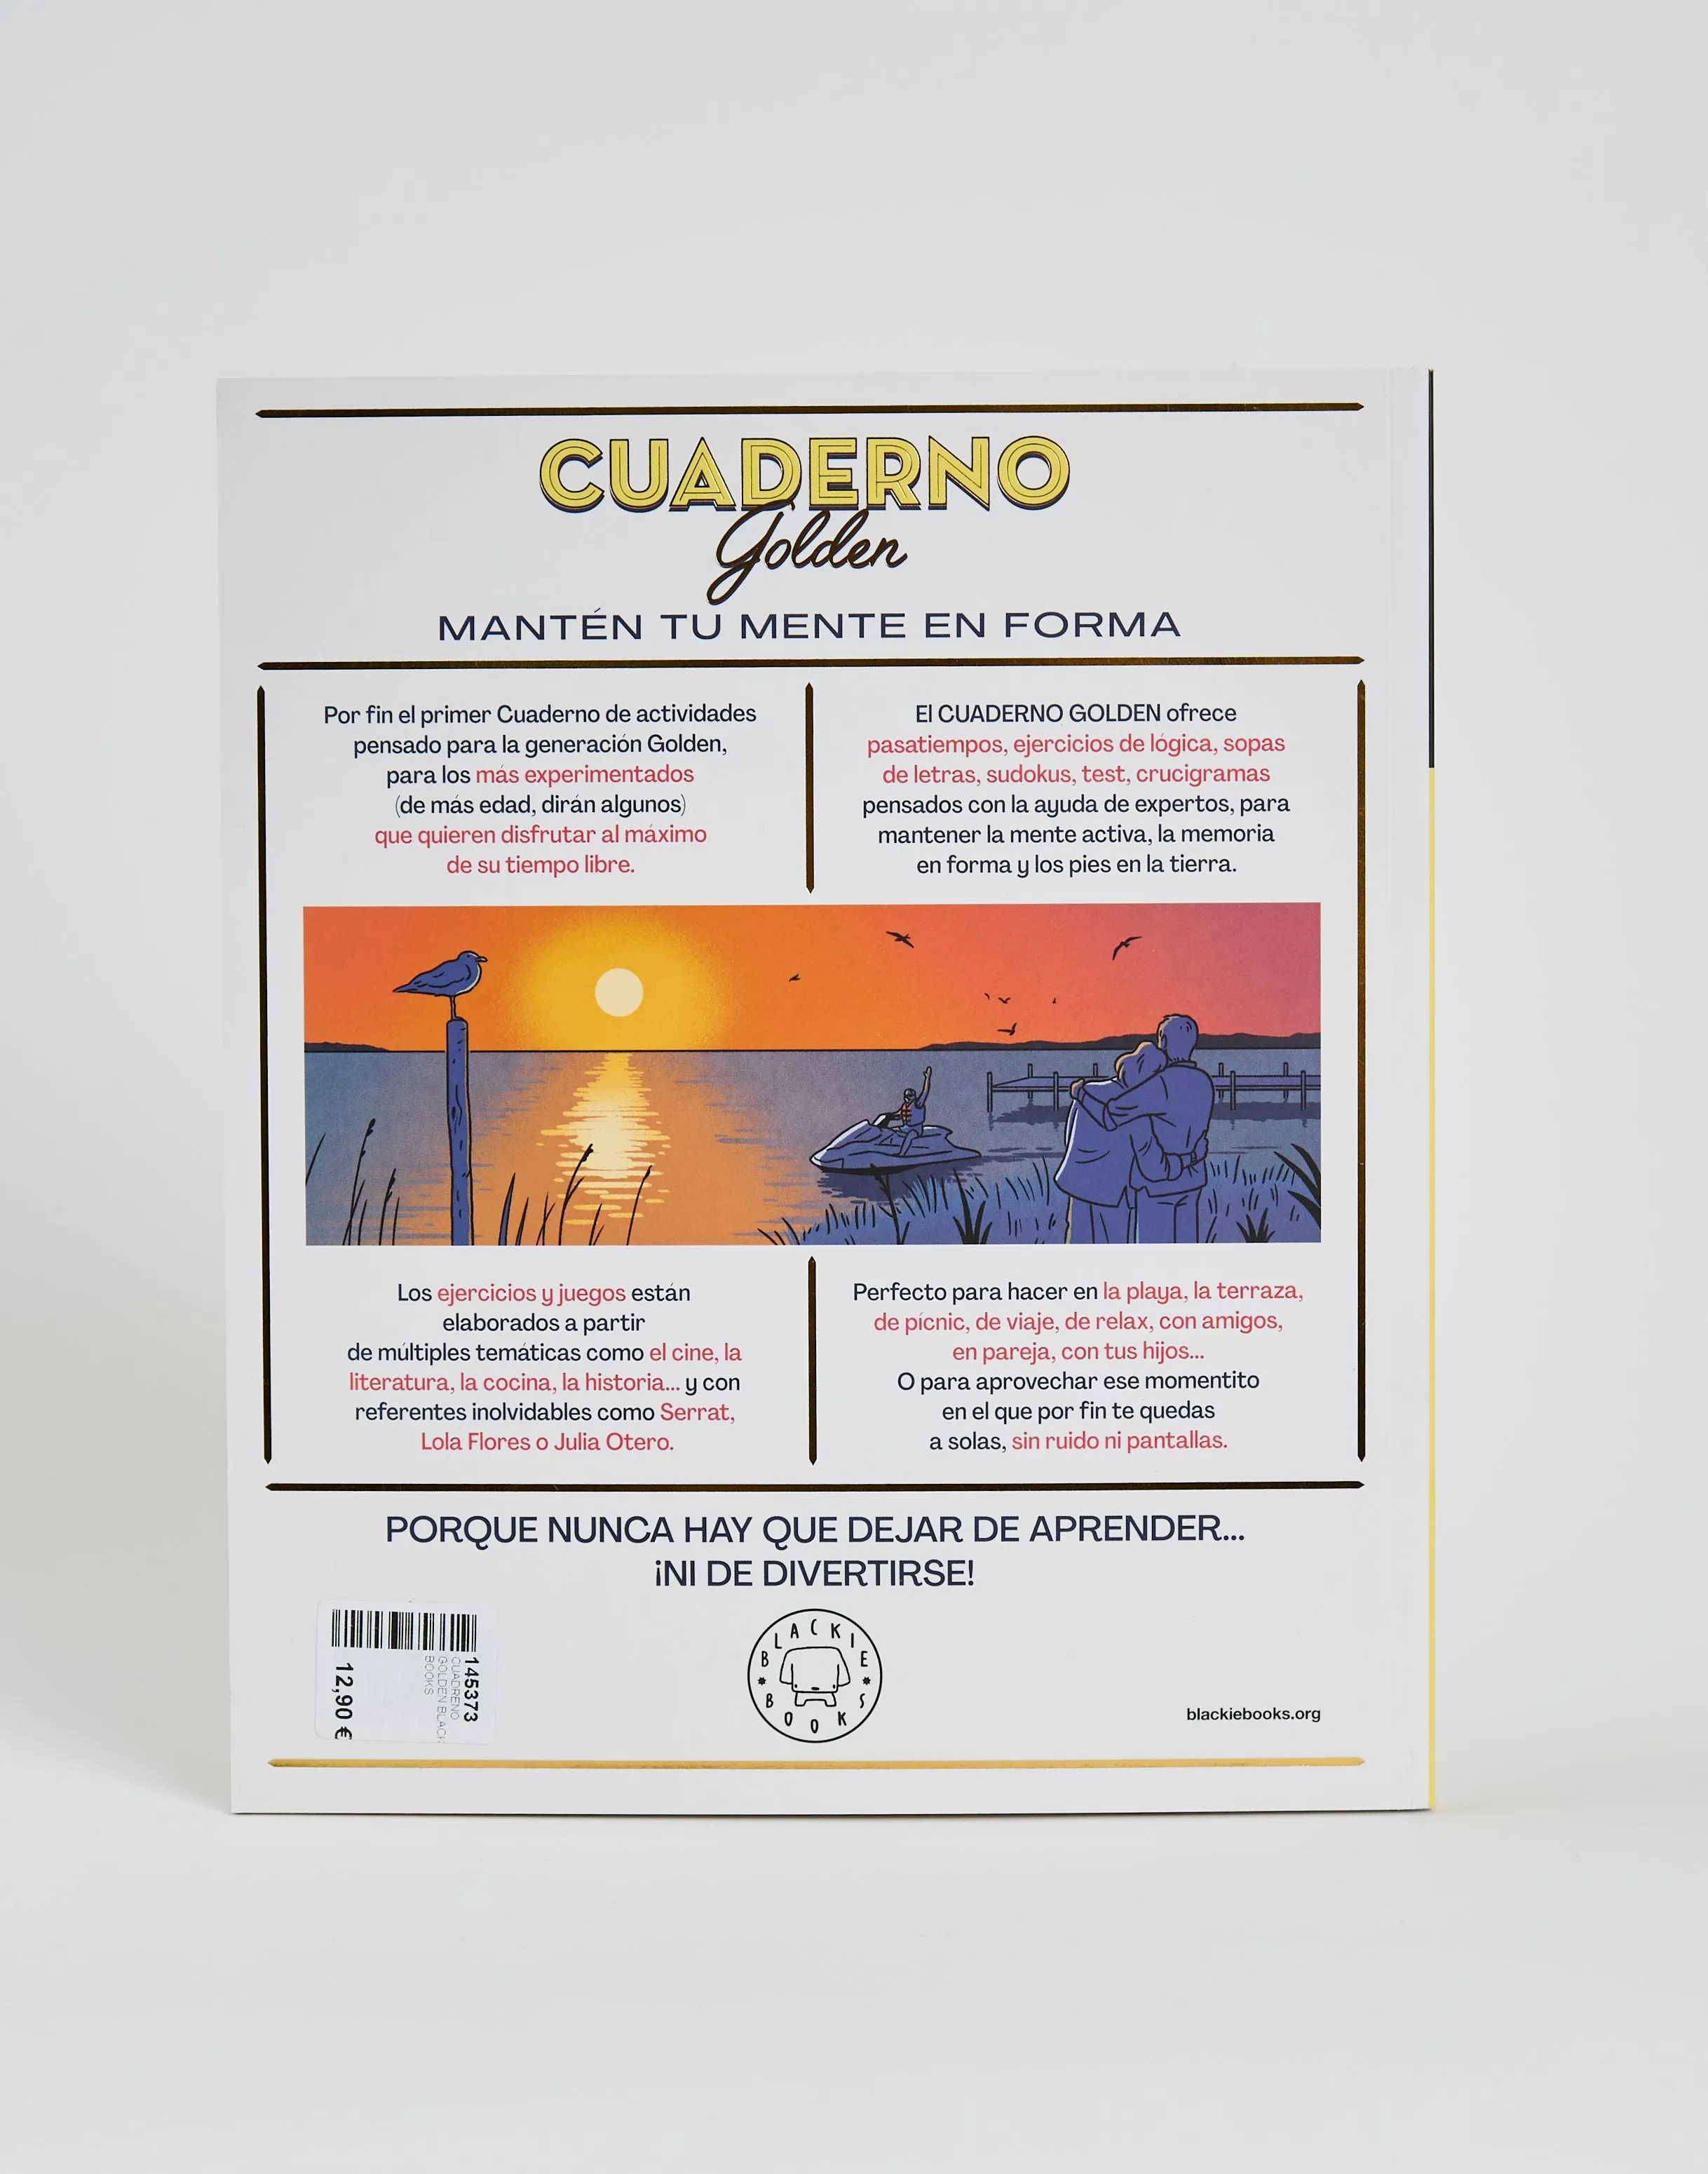 CUADERNO
Golden
MANTÉN TU MENTE EN FORMA
Por fin el primer Cuaderno de actividades
pensado para la generación Golden,
para los más experimentados
(de más edad, dirán algunos)
que quieren disfrutar al máximo
de su tiempo libre.
El CUADERNO GOLDEN ofrece
pasatiempos, ejercicios de lógica, sopas
de letras, sudokus, test, crucigramas
pensados con la ayuda de expertos, para
mantener la mente activa, la memoria
en forma y los pies en la tierra.
Los ejercicios y juegos están
elaborados a partir
de múltiples temáticas como el cine, la
literatura, la cocina, la historia... y con
referentes inolvidables como Serrat,
Lola Flores o Julia Otero.
Perfecto para hacer en la playa, la terraza,
de pícnic, de viaje, de relax, con amigos,
en pareja, con tus hijos...
O para aprovechar ese momentito
en el que por fin te quedas
a solas, sin ruido ni pantallas.
PORQUE NUNCA HAY QUE DEJAR DE APRENDER...
¡NI DE DIVERTIRSE!
145373
CUADRENO
GOLDEN BLACK
BOOKS
12,90 €
BLACKIE
BOOKS
blackiebooks.org